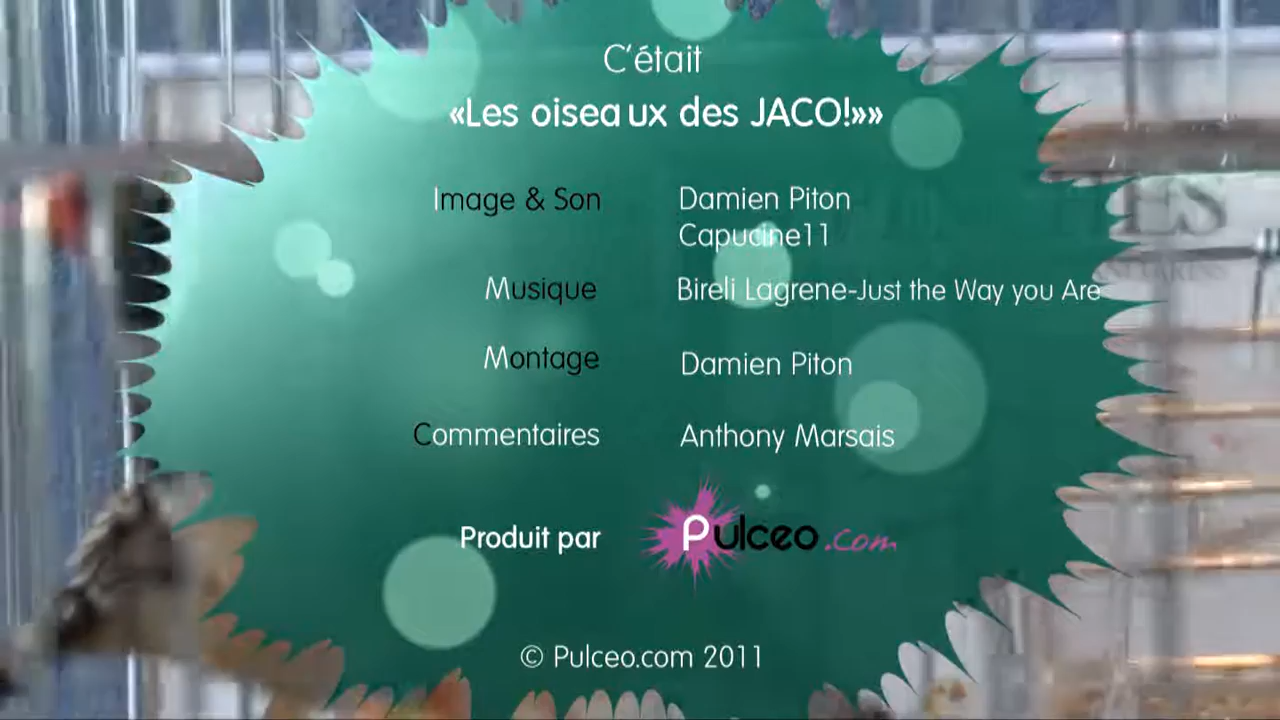 C'était
«Les oiseaux des JACO!»»
Image & Son Damien Piton
Capucine11
Musique Bireli Lagrene-Just the Way you Are
Montage Damien Piton
Commentaires Anthony Marsais
Produit par Pulceo.com
© Pulceo.com 2011